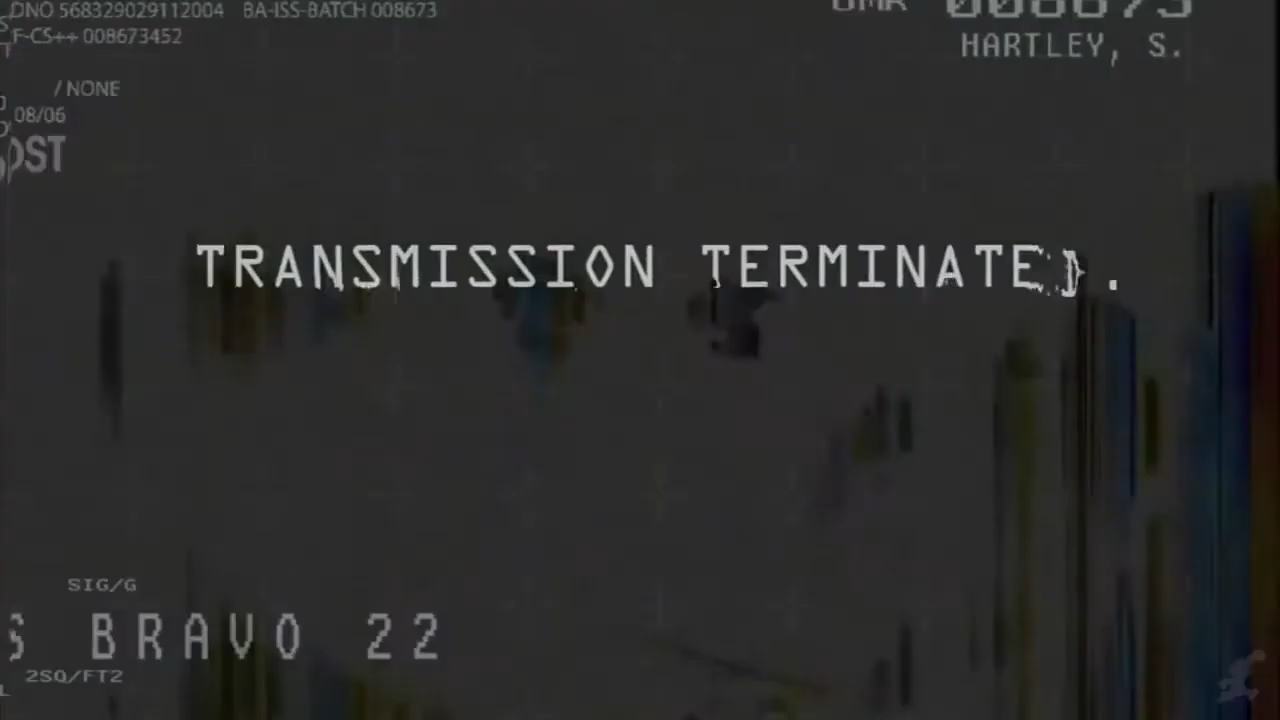 DNO 568329029112004 BA-ISS-BATCH 008673
F-CS++ 008673452
HARTLEY, S.
/ NONE
08/06
OST
TRANSMISSION TERMINATED.
SIG/G
S BRAVO 22
2SQ/FT2